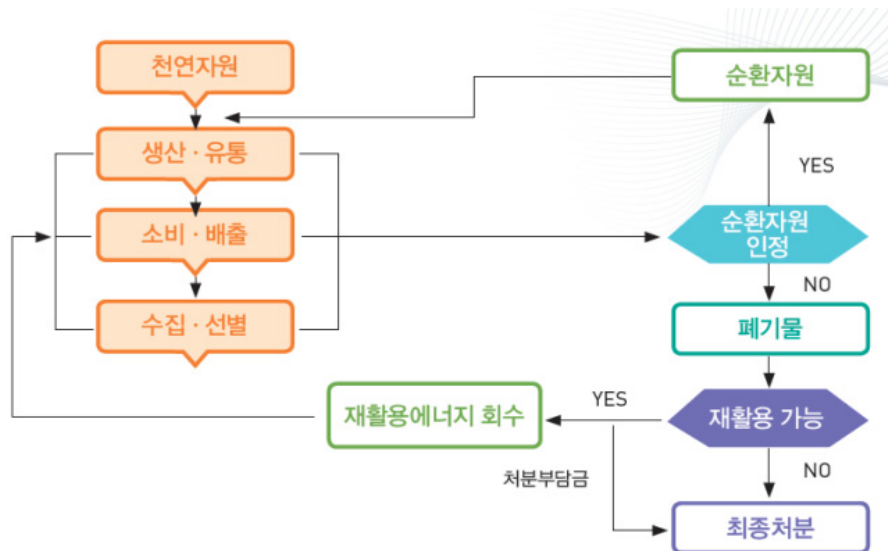 천연자원
순환자원
생산 · 유통
YES
소비 · 배출
순환자원
인정
NO
수집 · 선별
폐기물
재활용에너지 회수
YES
재활용 가능
처분부담금
NO
최종처분